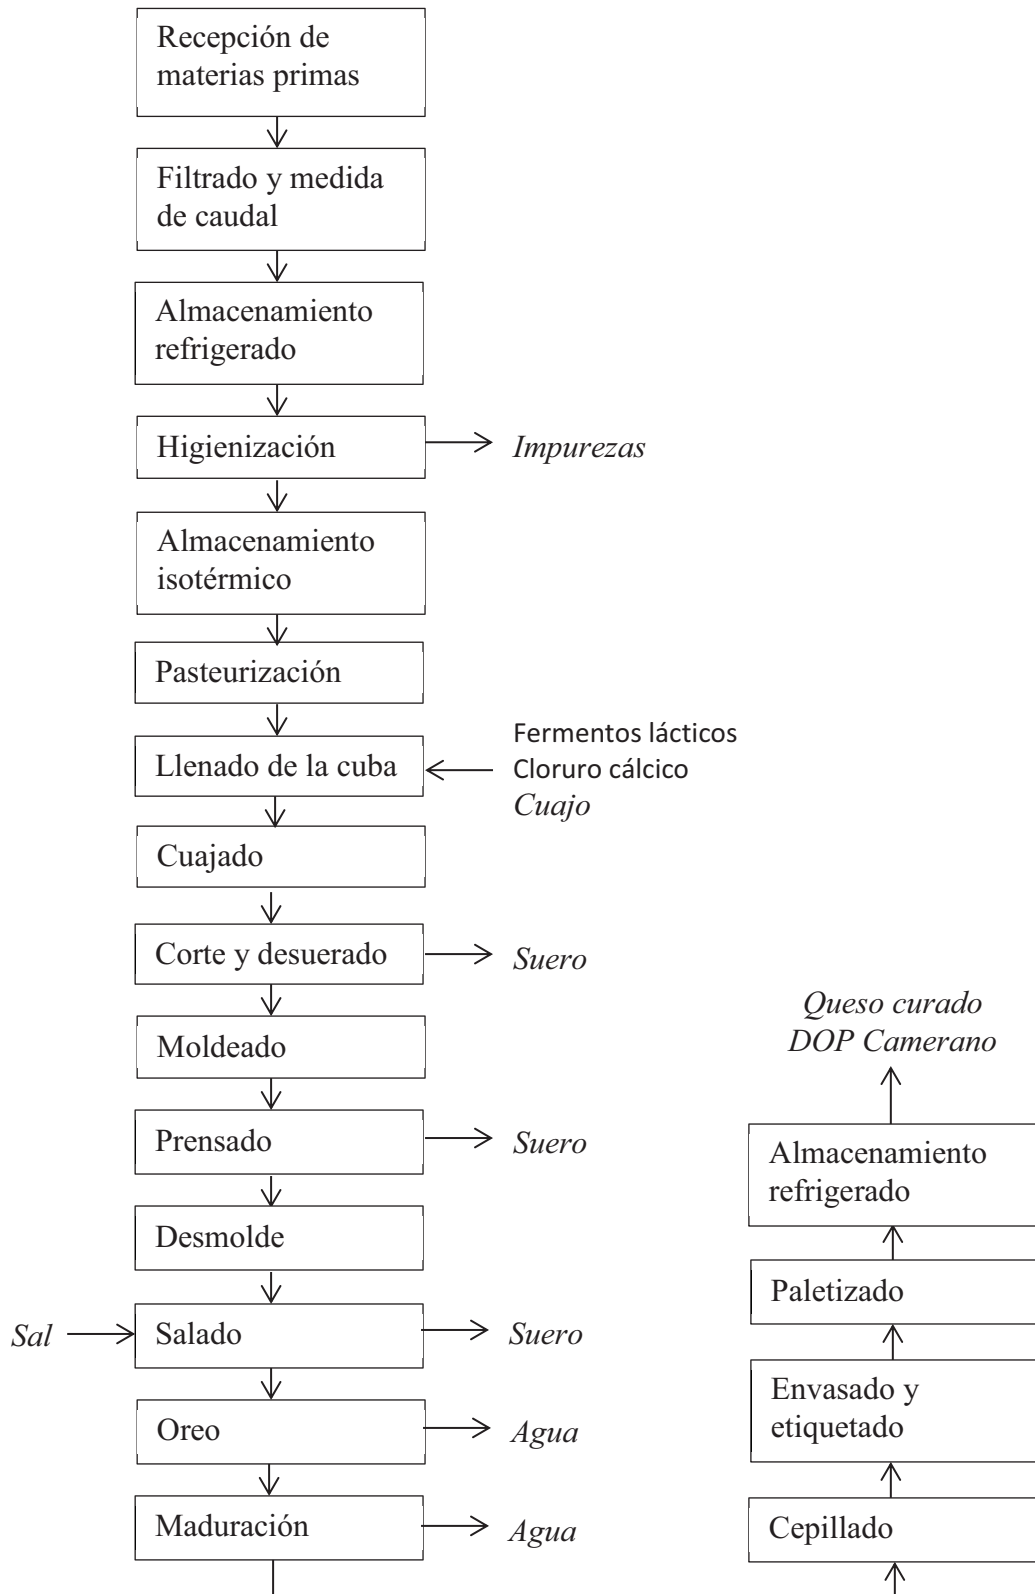 Recepción de
materias primas
Filtrado y medida
de caudal
Almacenamiento
refrigerado
Higienización
Impurezas
Almacenamiento
isotérmico
Pasteurización
Llenado de la cuba
Fermentos lácticos
Cloruro cálcico
Cuajo
Cuajado
Corte y desuerado
Suero
Moldeado
Prensado
Suero
Desmolde
Sal
Salado
Suero
Oreo
Agua
Maduración
Agua
Queso curado
DOP Camerano
Almacenamiento
refrigerado
Paletizado
Envasado y
etiquetado
Cepillado